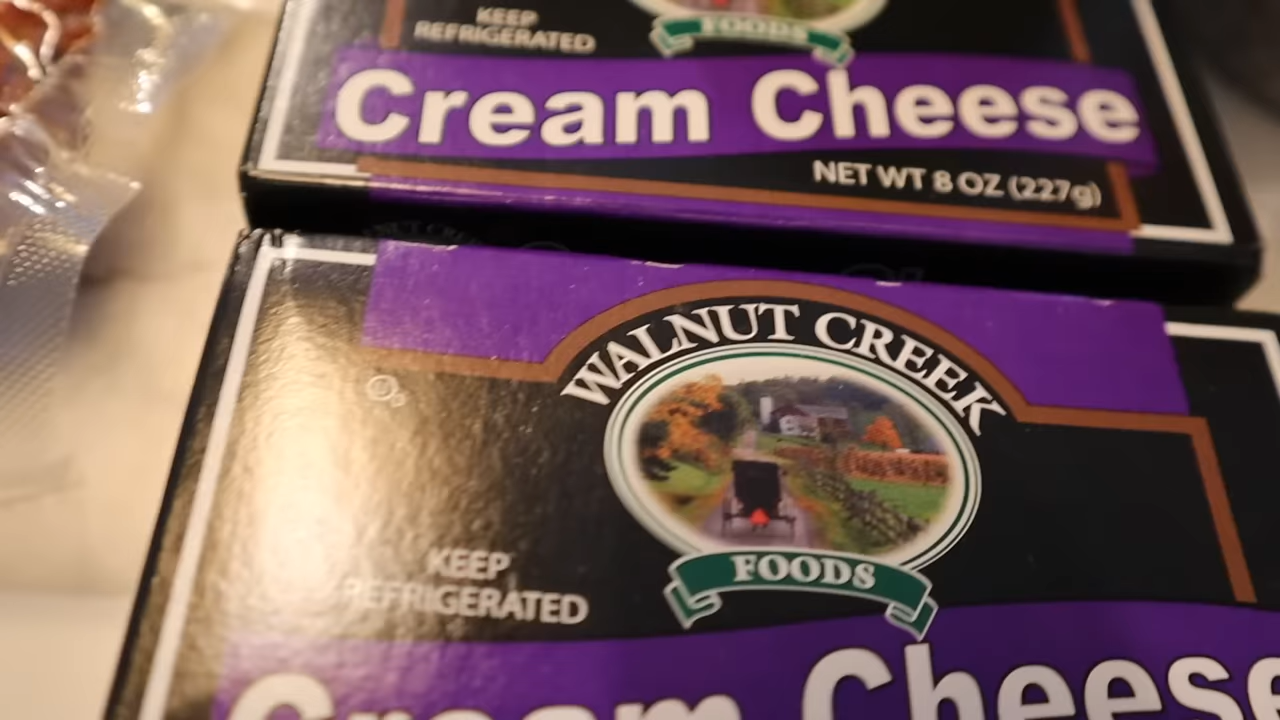 KEEP
REFRIGERATED
FOODS
Cream Cheese
NET WT 8 OZ (227g)
WALNUT CREEK
FOODS
KEEP
REFRIGERATED
Cream Cheese